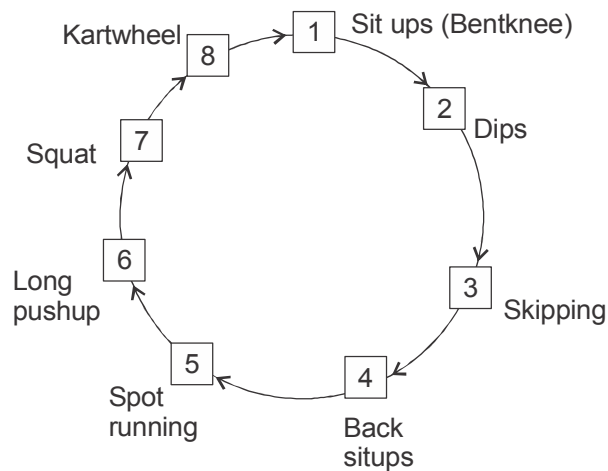 1
Sit ups (Bentknee)
2
Dips
3
Skipping
4
Back
situps
5
Spot
running
6
Long
pushup
7
Squat
8
Kartwheel